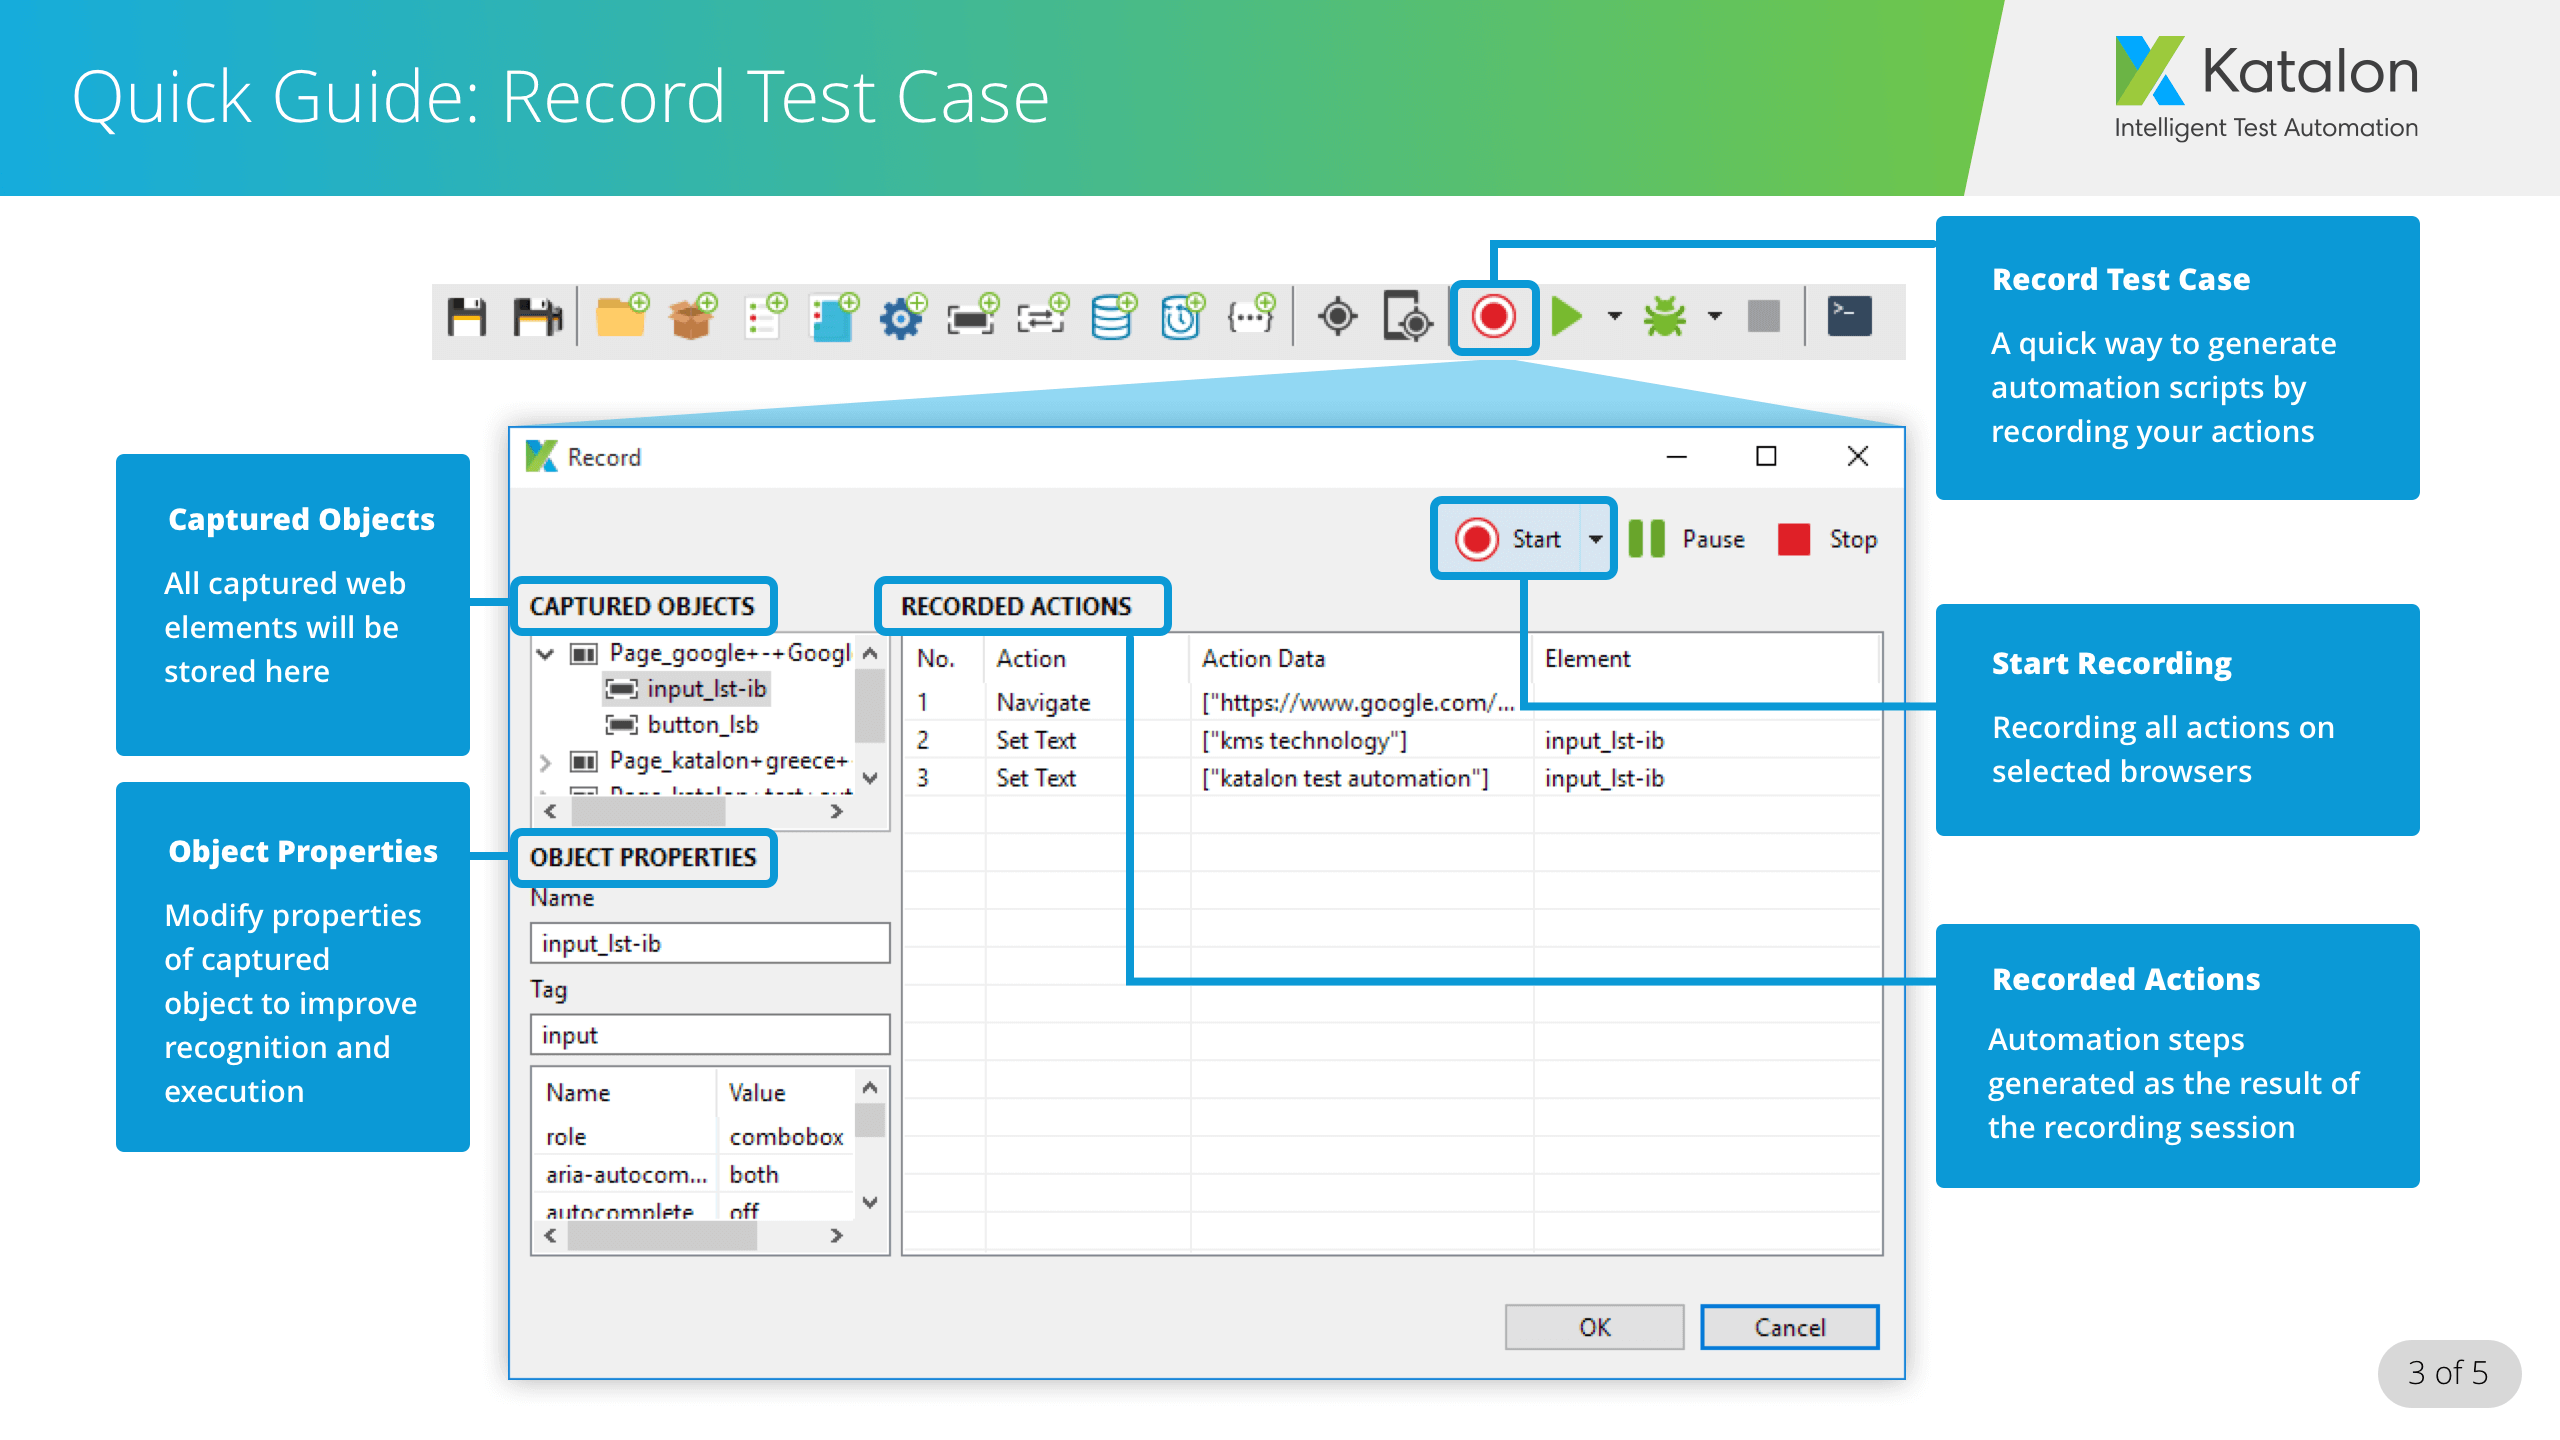 Quick Guide: Record Test Case
Katalon
Intelligent Test Automation
Record Test Case
A quick way to generate
automation scripts by
recording your actions
Captured Objects
All captured web
elements will be
stored here
Object Properties
Modify properties
of captured
object to improve
recognition and
execution
Record
Start
Pause
Stop
CAPTURED OBJECTS
Page_google+-+Googl
input_lst-ib
button_lsb
Page_katalon+greece+
OBJECT PROPERTIES
Name
input_lst-ib
Tag
input
Name Value
role combobox
aria-autocom... both
autocomplete off
RECORDED ACTIONS
No. Action Action Data Element
1 Navigate ["https://www.google.com/...
2 Set Text ["kms technology"] input_lst-ib
3 Set Text ["katalon test automation"] input_lst-ib
OK
Cancel
Start Recording
Recording all actions on
selected browsers
Recorded Actions
Automation steps
generated as the result of
the recording session
3 of 5